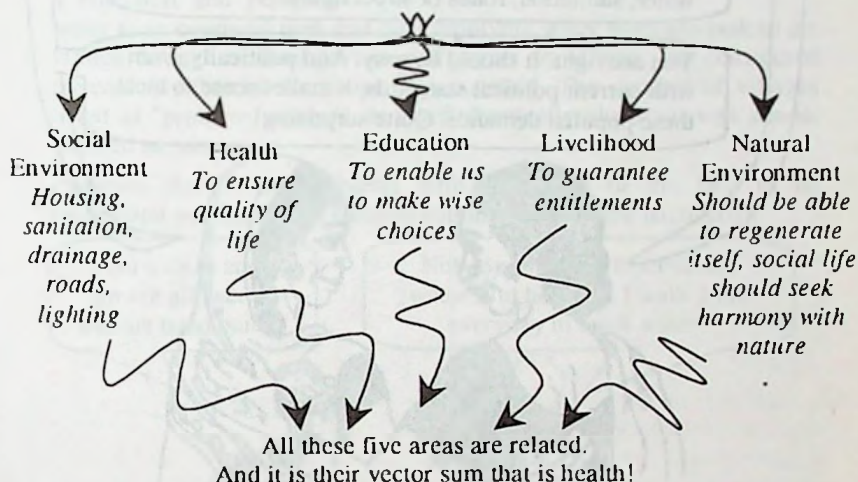 Social
Environment
Housing,
sanitation,
drainage,
roads,
lighting
Health
To ensure
quality of
life
Education
To enable us
to make wise
choices
Livelihood
To guarantee
entitlements
Natural
Environment
Should be able
to regenerate
itself, social life
should seek
harmony with
nature
All these five areas are related.
And it is their vector sum that is health!